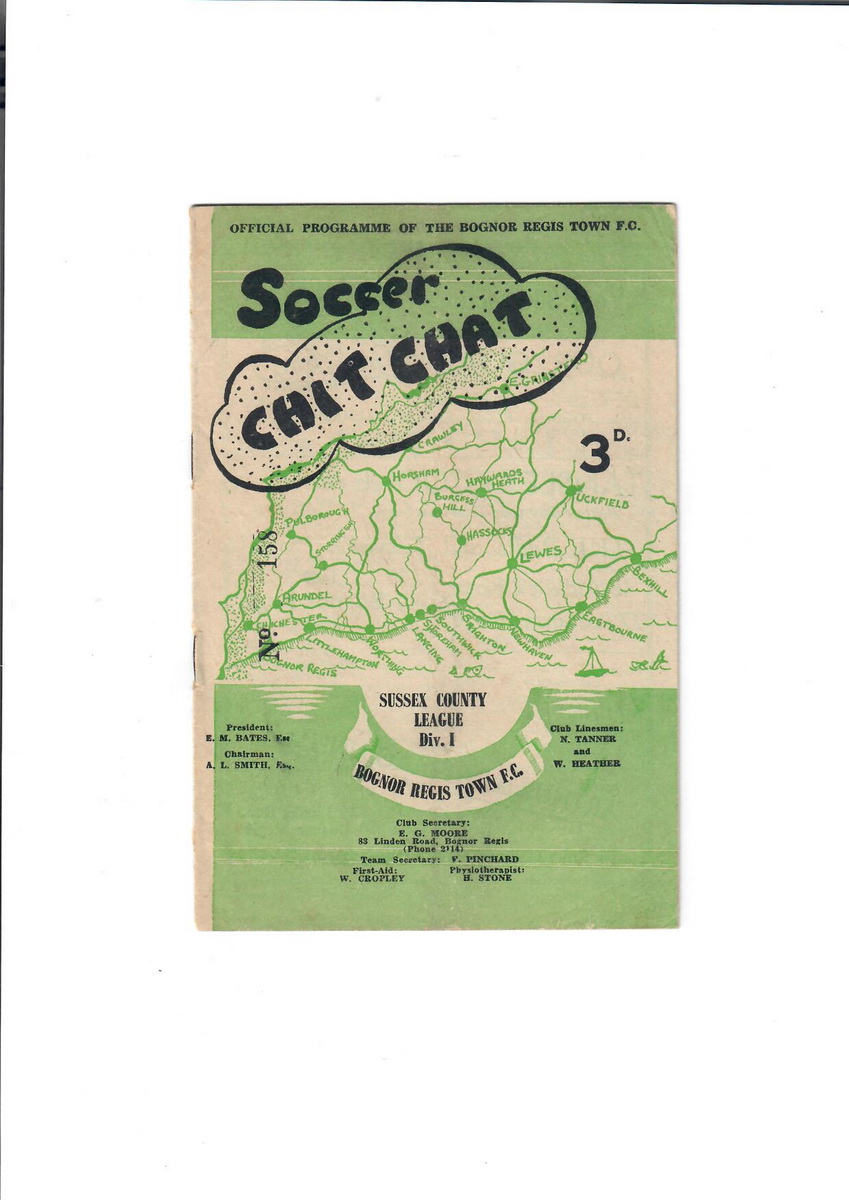 OFFICIAL PROGRAMME OF THE BOGNOR REGIS TOWN F.C.
Soccer
CHIT CHAT
3D.
E. GRINSTEAD
CRAWLEY
HORSHAM
HAYWARDS
HEATH
BURGESS
HILL
UCKFIELD
PULBOROUGH
HASSOCKS
STORRINGTON
LEWES
BEXHILL
ARUNDEL
CHICHESTER
EASTBOURNE
LITTLEHAMPTON
WORTHING
LANCING
SHOREHAM
SOUTHWICK
BRIGHTON
NEWHAVEN
BOGNOR REGIS
No. --- 158
SUSSEX COUNTY
LEAGUE
Div. I
BOGNOR REGIS TOWN F.C.
President:
E. M. BATES, Esq
Chairman:
A. L. SMITH, Esq.
Club Linesmen:
N. TANNER
and
W. HEATHER
Club Secretary:
E. G. MOORE
83 Linden Road, Bognor Regis
(Phone 2114)
Team Secretary: F. PINCHARD
First-Aid:
W. CROPLEY
Physiotherapist:
H. STONE